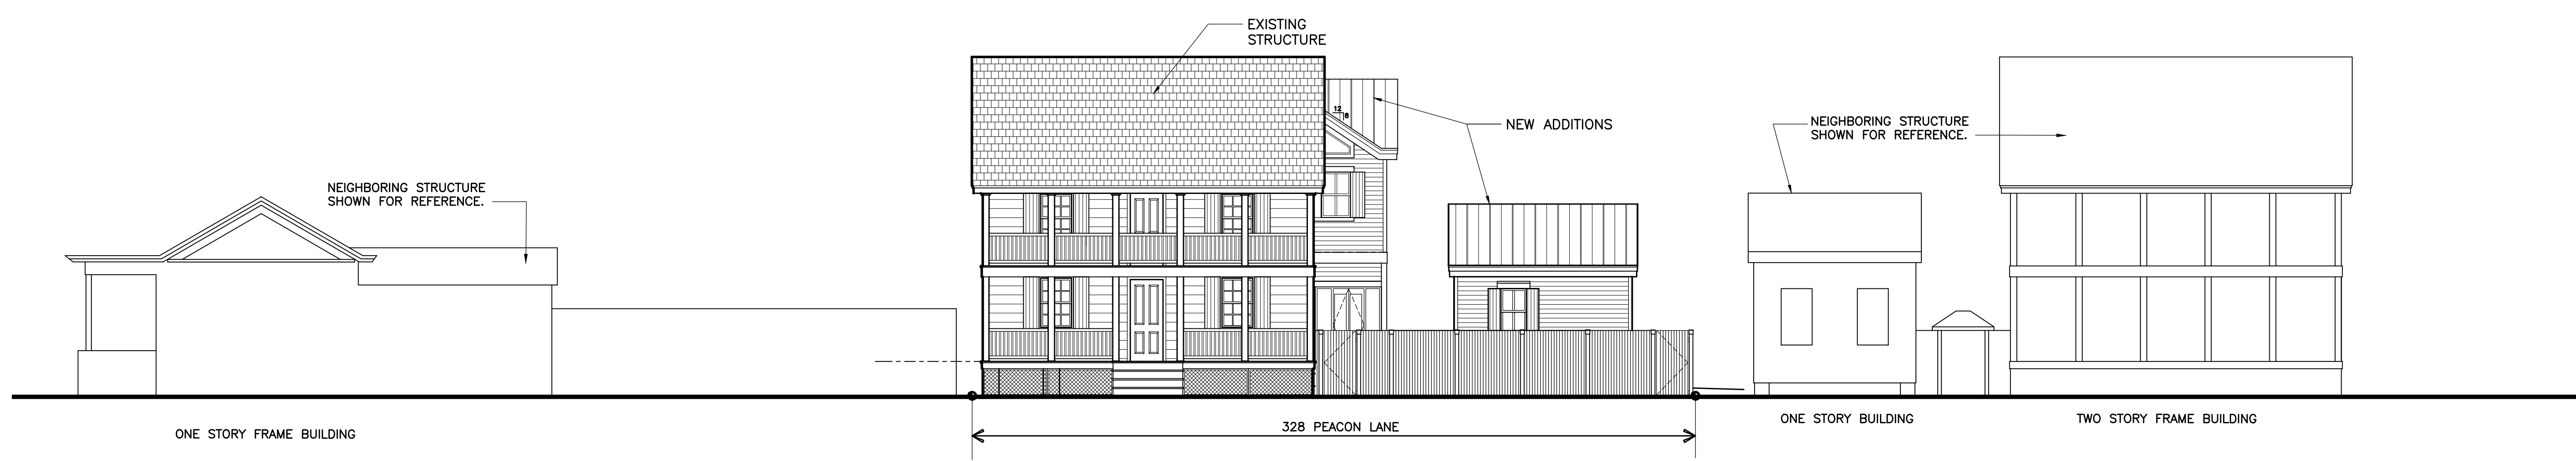 EXISTING
STRUCTURE
12
8
NEW ADDITIONS
NEIGHBORING STRUCTURE
SHOWN FOR REFERENCE.
NEIGHBORING STRUCTURE
SHOWN FOR REFERENCE.
328 PEACON LANE
ONE STORY BUILDING
TWO STORY FRAME BUILDING
ONE STORY FRAME BUILDING